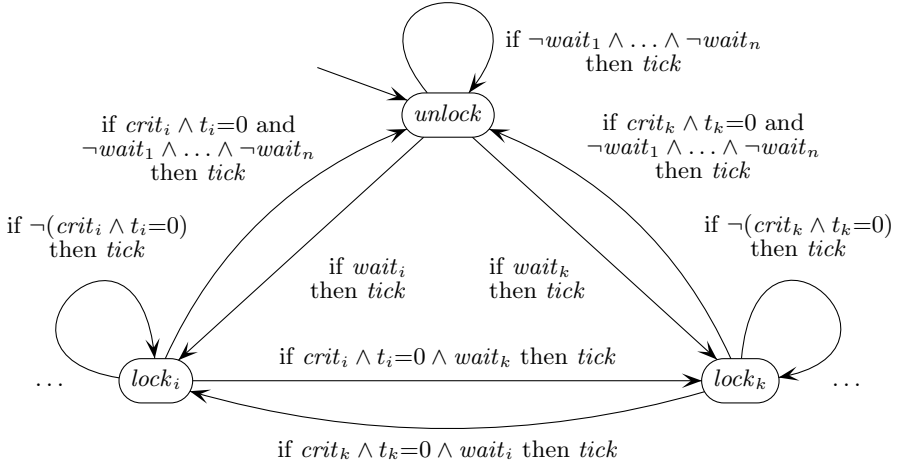 if ¬wait₁ ∧ … ∧ ¬waitₙ
then tick
unlock
if critᵢ ∧ tᵢ=0 and
¬wait₁ ∧ … ∧ ¬waitₙ
then tick
if critₖ ∧ tₖ=0 and
¬wait₁ ∧ … ∧ ¬waitₙ
then tick
if ¬(critᵢ ∧ tᵢ=0)
then tick
if ¬(critₖ ∧ tₖ=0)
then tick
if waitᵢ
then tick
if waitₖ
then tick
if critᵢ ∧ tᵢ=0 ∧ waitₖ then tick
… lockᵢ
lockₖ …
if critₖ ∧ tₖ=0 ∧ waitᵢ then tick